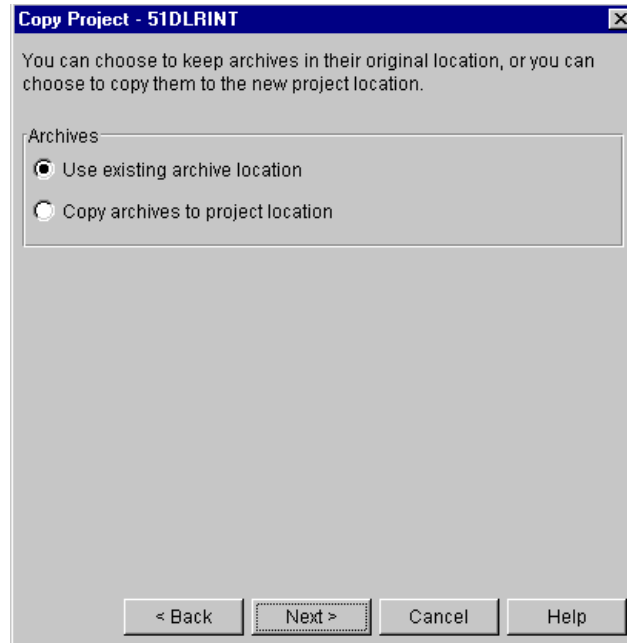 Copy Project - 51DLRINT
You can choose to keep archives in their original location, or you can
choose to copy them to the new project location.
Archives
Use existing archive location
Copy archives to project location
< Back Next > Cancel Help